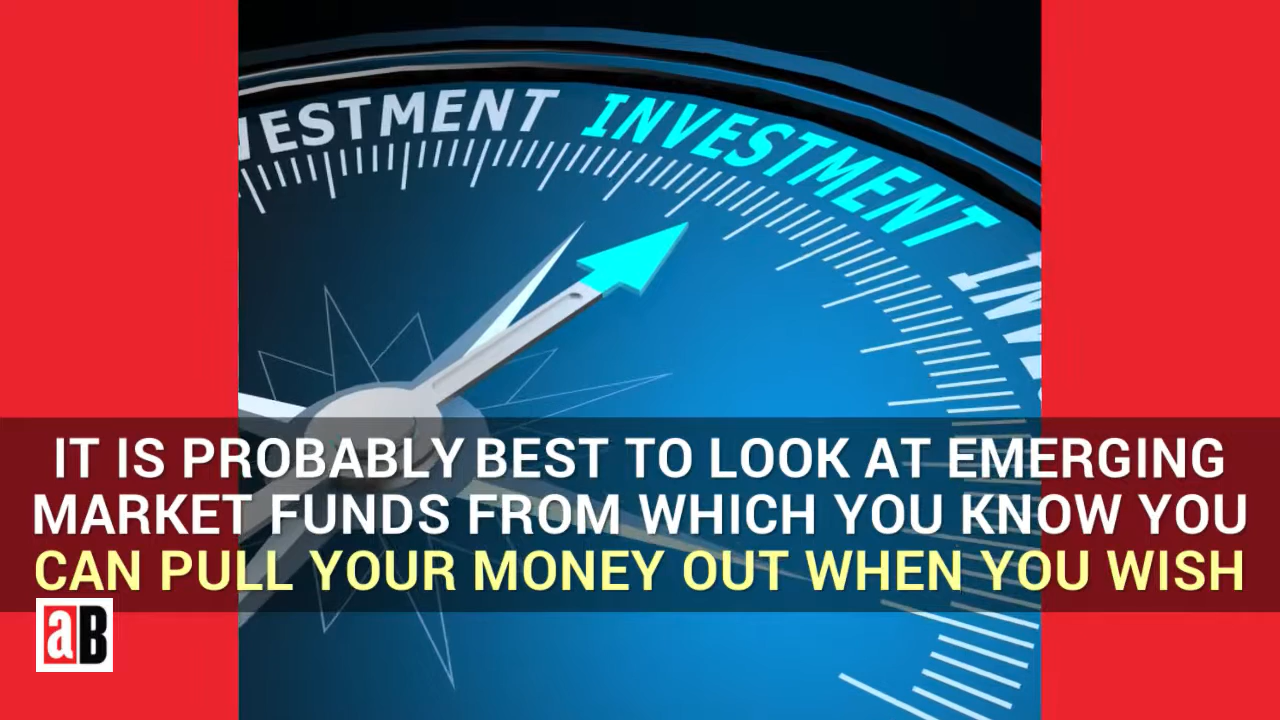 VESTMENT INVESTMENT INV
IT IS PROBABLY BEST TO LOOK AT EMERGING
MARKET FUNDS FROM WHICH YOU KNOW YOU
CAN PULL YOUR MONEY OUT WHEN YOU WISH
aB